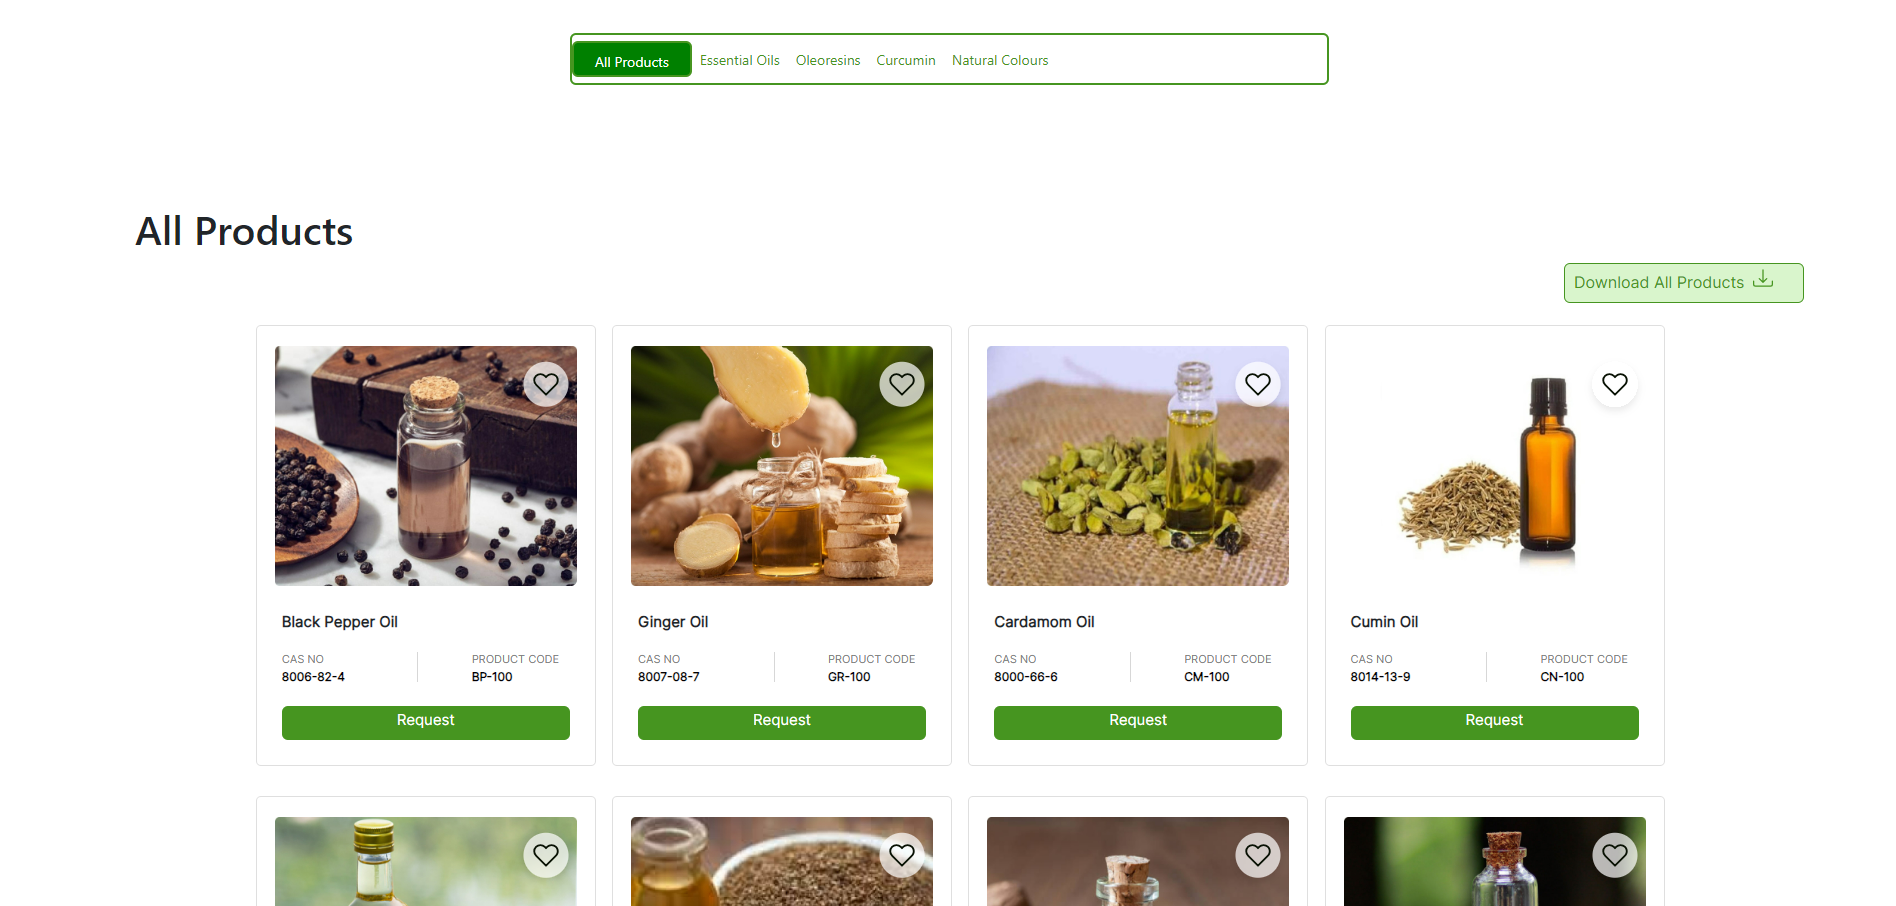 All Products Essential Oils Oleoresins Curcumin Natural Colours
All Products
Download All Products
Black Pepper Oil Ginger Oil Cardamom Oil Cumin Oil
CAS NO PRODUCT CODE CAS NO PRODUCT CODE CAS NO PRODUCT CODE CAS NO PRODUCT CODE
8006-82-4 BP-100 8007-08-7 GR-100 8000-66-6 CM-100 8014-13-9 CN-100
Request Request Request Request